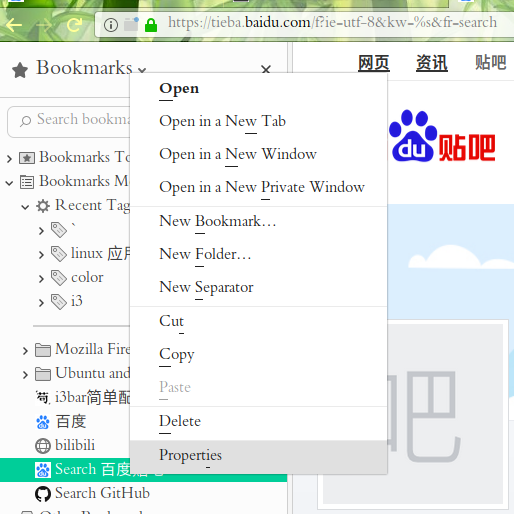 https://tieba.baidu.com/f?ie-utf-8&kw-%s&fr-search
Bookmarks
网页 资讯 贴吧
Search bookma
du贴吧
Bookmarks To
Bookmarks M
Recent Tag
`
linux 应用
color
i3
Mozilla Fire
Ubuntu and
i3bar简单配
百度
bilibili
Search 百度贴吧
Search GitHub
Open
Open in a New Tab
Open in a New Window
Open in a New Private Window
New Bookmark...
New Folder...
New Separator
Cut
Copy
Paste
Delete
Properties
吧